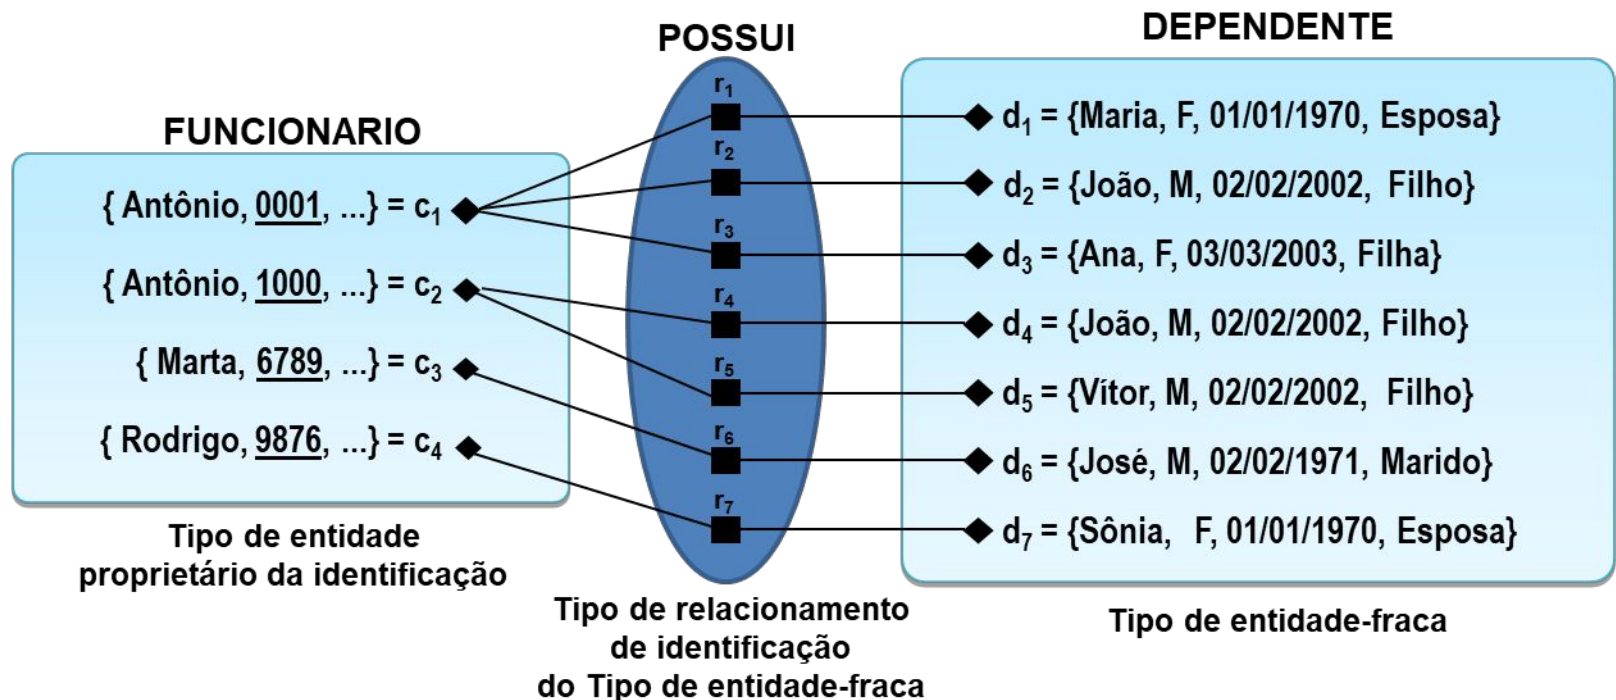 FUNCIONARIO
{ Antônio, 0001, ...} = c1
{ Antônio, 1000, ...} = c2
{ Marta, 6789, ...} = c3
{ Rodrigo, 9876, ...} = c4
Tipo de entidade
proprietário da identificação
POSSUI
r1
r2
r3
r4
r5
r6
r7
Tipo de relacionamento
de identificação
do Tipo de entidade-fraca
DEPENDENTE
d1 = {Maria, F, 01/01/1970, Esposa}
d2 = {João, M, 02/02/2002, Filho}
d3 = {Ana, F, 03/03/2003, Filha}
d4 = {João, M, 02/02/2002, Filho}
d5 = {Vítor, M, 02/02/2002, Filho}
d6 = {José, M, 02/02/1971, Marido}
d7 = {Sônia, F, 01/01/1970, Esposa}
Tipo de entidade-fraca